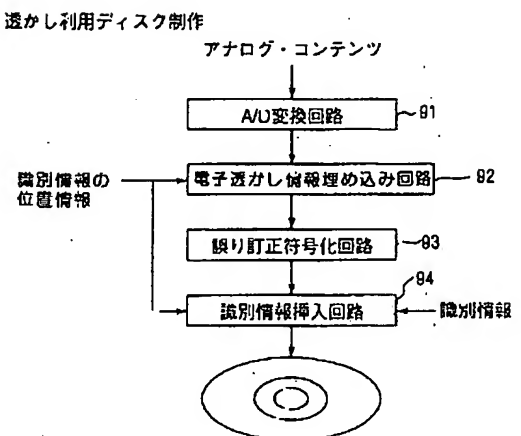 透かし利用ディスク制作
アナログ・コンテンツ
A/D変換回路
91
識別情報の
位置情報
電子透かし情報埋め込み回路
92
誤り訂正符号化回路
93
94
識別情報挿入回路
識別情報